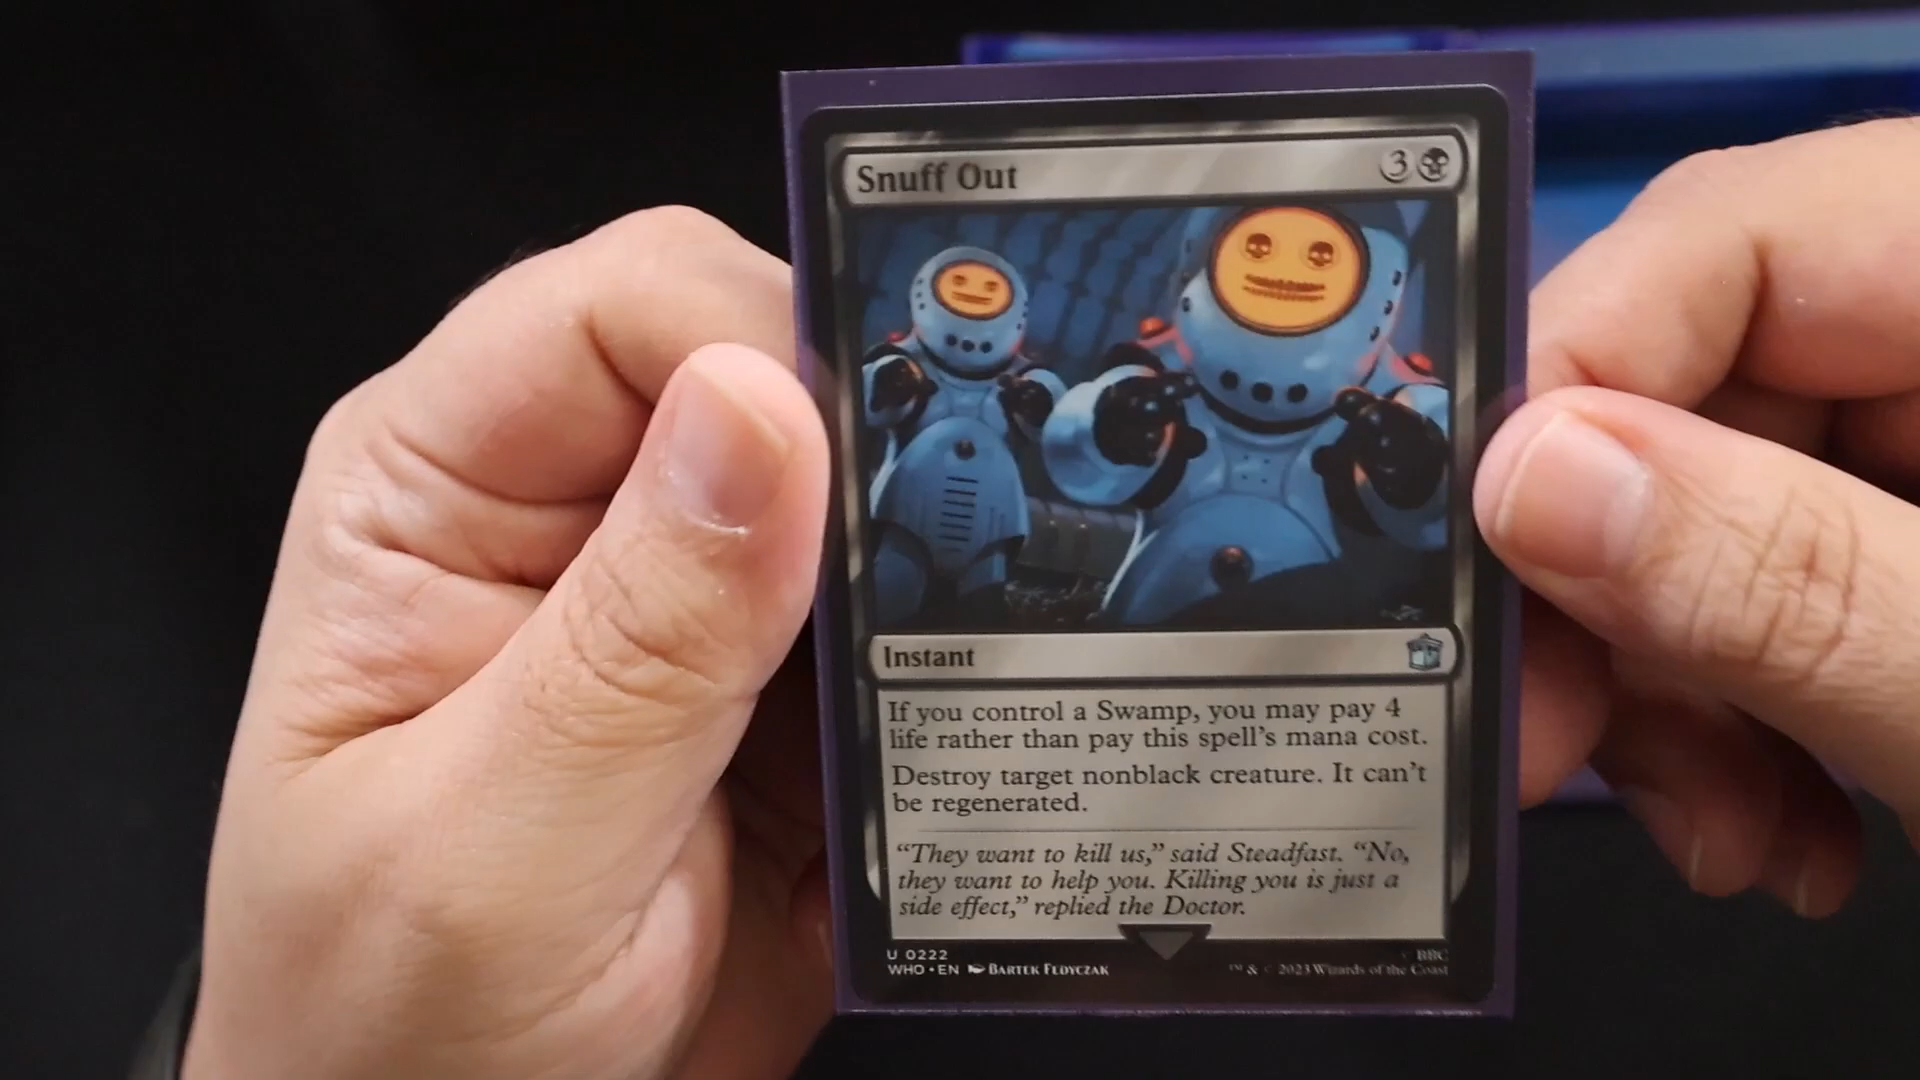 Snuff Out 3
Instant
If you control a Swamp, you may pay 4
life rather than pay this spell's mana cost.
Destroy target nonblack creature. It can't
be regenerated.
"They want to kill us," said Steadfast. "No,
they want to help you. Killing you is just a
side effect," replied the Doctor.
U 0222
WHO • EN BARTEK FEDYCZAK
© BBC
™ & © 2023 Wizards of the Coast